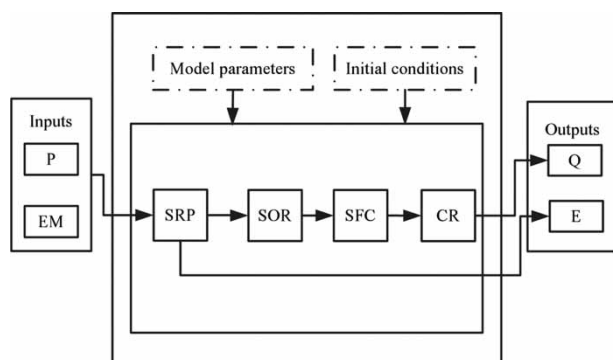 Model parameters
Initial conditions
Inputs
P
EM
SRP
SOR
SFC
CR
Outputs
Q
E